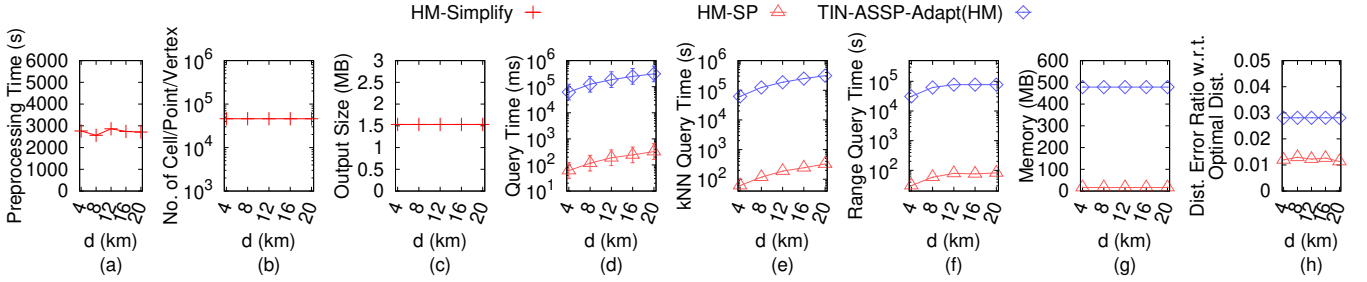 HM-Simplify HM-SP TIN-ASSP-Adapt(HM)
Preprocessing Time (s)
6000
5000
4000
3000
2000
1000
0
4 8 12 16 20
d (km)
(a)
No. of Cell/Point/Vertex
10^6
10^5
10^4
10^3
4 8 12 16 20
d (km)
(b)
Output Size (MB)
3
2.5
2
1.5
1
0.5
0
4 8 12 16 20
d (km)
(c)
Query Time (ms)
10^6
10^5
10^4
10^3
10^2
10^1
4 8 12 16 20
d (km)
(d)
kNN Query Time (s)
10^6
10^5
10^4
10^3
10^2
4 8 12 16 20
d (km)
(e)
Range Query Time (s)
10^5
10^4
10^3
10^2
4 8 12 16 20
d (km)
(f)
Memory (MB)
600
500
400
300
200
100
0
4 8 12 16 20
d (km)
(g)
Dist. Error Ratio w.r.t.
Optimal Dist.
0.05
0.04
0.03
0.02
0.01
0
4 8 12 16 20
d (km)
(h)